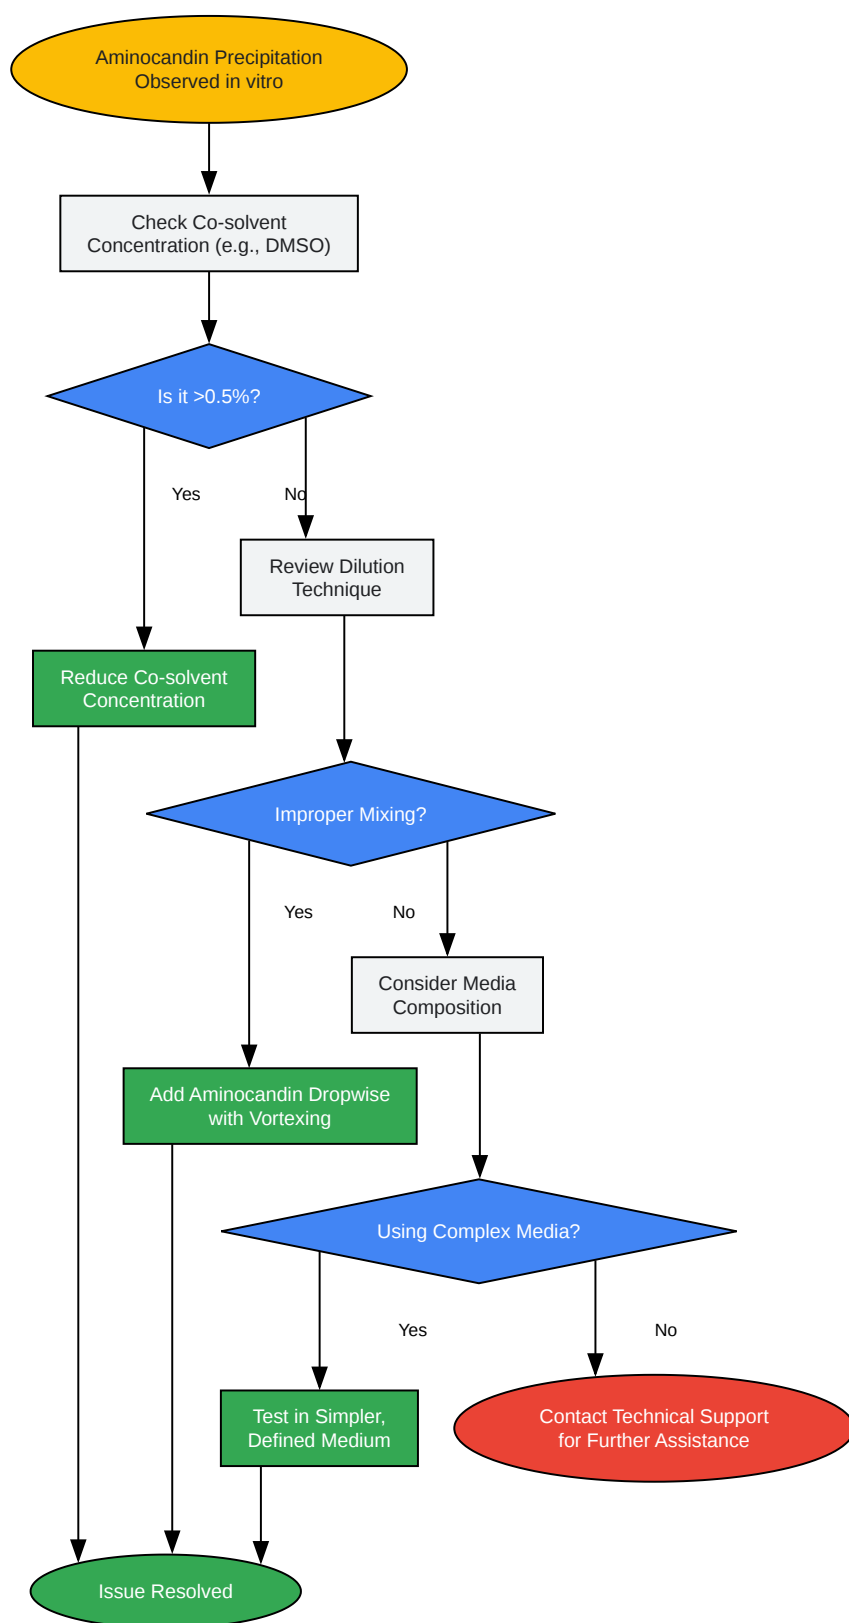 Aminocandin Precipitation
Observed in vitro
Check Co-solvent
Concentration (e.g., DMSO)
Is it >0.5%?
Yes
No
Review Dilution
Technique
Reduce Co-solvent
Concentration
Improper Mixing?
Yes
No
Consider Media
Composition
Add Aminocandin Dropwise
with Vortexing
Using Complex Media?
Yes
No
Test in Simpler,
Defined Medium
Contact Technical Support
for Further Assistance
Issue Resolved